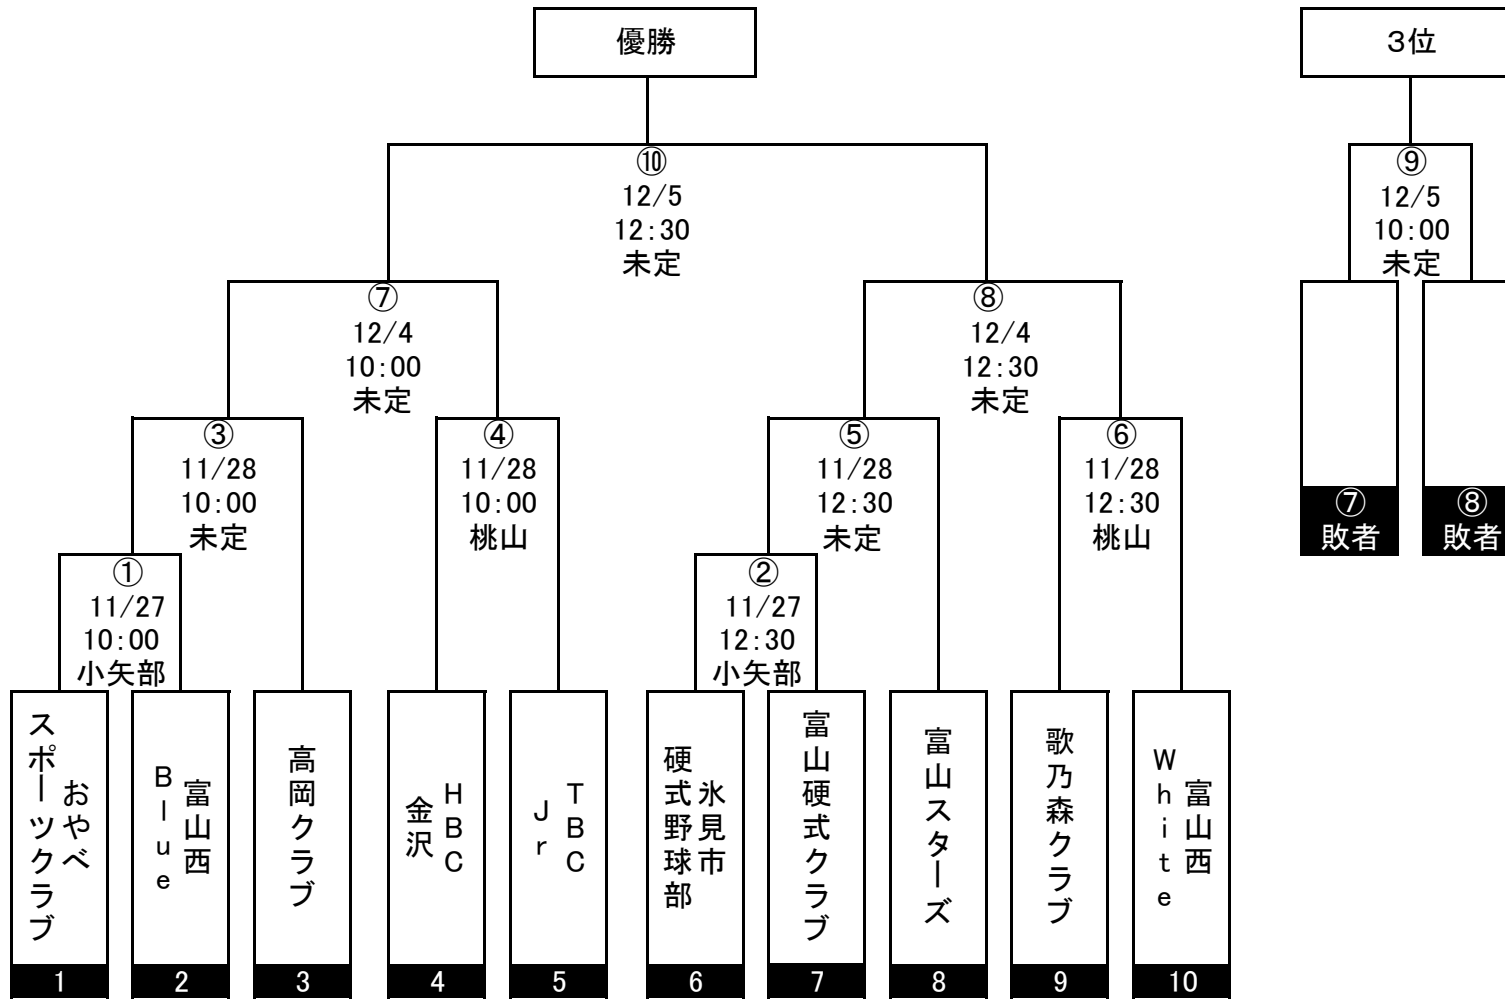 優勝
3位
⑩
12/5
12:30
未定
⑨
12/5
10:00
未定
⑦
12/4
10:00
未定
⑧
12/4
12:30
未定
③
11/28
10:00
未定
④
11/28
10:00
桃山
⑤
11/28
12:30
未定
⑥
11/28
12:30
桃山
⑦
敗者
⑧
敗者
①
11/27
10:00
小矢部
②
11/27
12:30
小矢部
おやべ
スポーツクラブ
富山西
Blue
高岡クラブ
HBC
金沢
TBC
Jr
氷見市
硬式野球部
富山硬式クラブ
富山スターズ
歌乃森クラブ
富山西
White
1
2
3
4
5
6
7
8
9
10